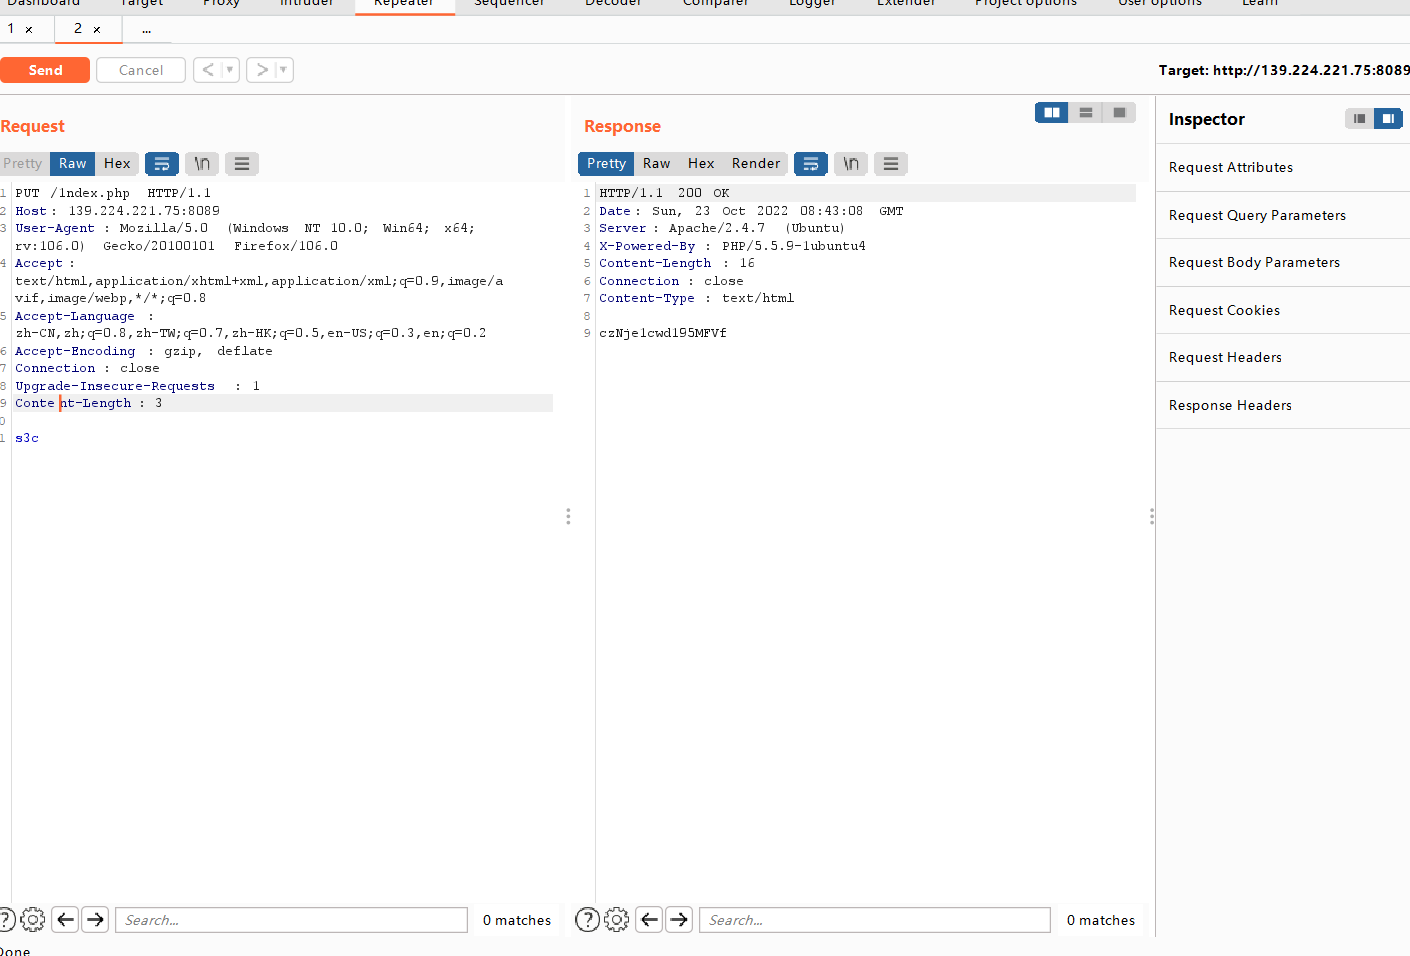 Dashboard Target Proxy Intruder Repeater Sequencer Decoder Comparer Logger Extender Project options User options Learn
1 × 2 × ...
Send Cancel < ▾ > ▾ Target: http://139.224.221.75:8089
Request
Response
Inspector
Pretty Raw Hex \n
Pretty Raw Hex Render \n
1 PUT /1ndex.php HTTP/1.1
2 Host: 139.224.221.75:8089
3 User-Agent : Mozilla/5.0 (Windows NT 10.0; Win64; x64;
rv:106.0) Gecko/20100101 Firefox/106.0
4 Accept :
text/html,application/xhtml+xml,application/xml;q=0.9,image/a
vif,image/webp,*/*;q=0.8
5 Accept-Language :
zh-CN,zh;q=0.8,zh-TW;q=0.7,zh-HK;q=0.5,en-US;q=0.3,en;q=0.2
6 Accept-Encoding : gzip, deflate
7 Connection : close
8 Upgrade-Insecure-Requests : 1
9 Content-Length : 3
0
1 s3c
1 HTTP/1.1 200 OK
2 Date: Sun, 23 Oct 2022 08:43:08 GMT
3 Server : Apache/2.4.7 (Ubuntu)
4 X-Powered-By : PHP/5.5.9-1ubuntu4
5 Content-Length : 16
6 Connection : close
7 Content-Type : text/html
8
9 czNje1cwd195MFVf
Request Attributes
Request Query Parameters
Request Body Parameters
Request Cookies
Request Headers
Response Headers
? Search... 0 matches
? Search... 0 matches
Done